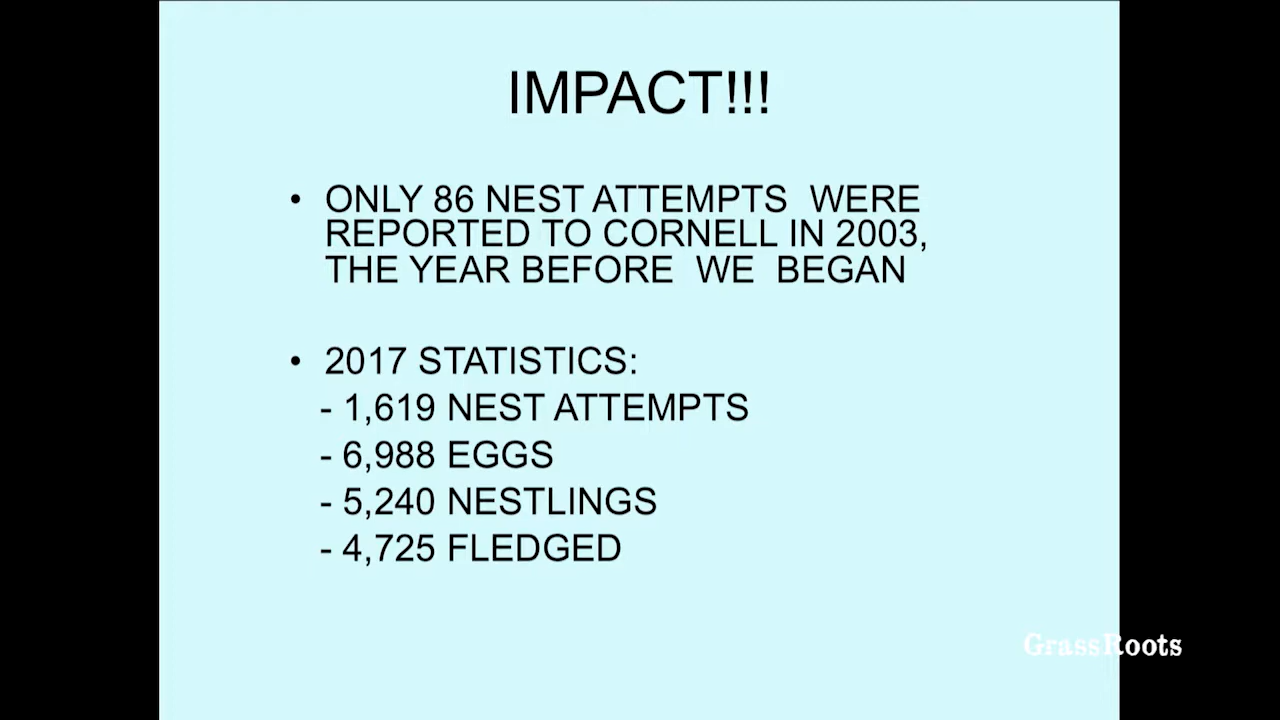 IMPACT!!!
• ONLY 86 NEST ATTEMPTS WERE
REPORTED TO CORNELL IN 2003,
THE YEAR BEFORE WE BEGAN
• 2017 STATISTICS:
- 1,619 NEST ATTEMPTS
- 6,988 EGGS
- 5,240 NESTLINGS
- 4,725 FLEDGED
GrassRoots